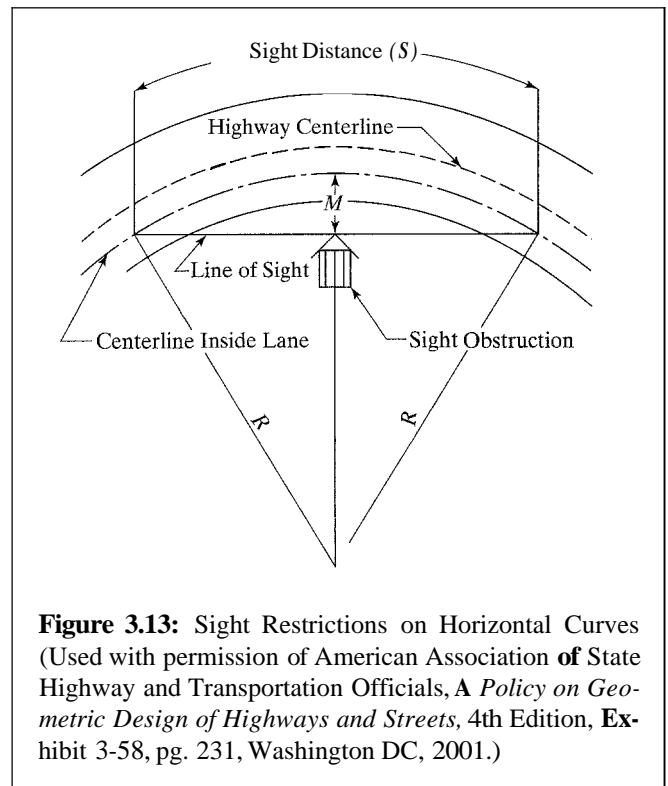 Sight Distance (S)
Highway Centerline
M
Line of Sight
Centerline Inside Lane
Sight Obstruction
R
R
Figure 3.13: Sight Restrictions on Horizontal Curves
(Used with permission of American Association of State
Highway and Transportation Officials, A Policy on Geo-
metric Design of Highways and Streets, 4th Edition, Ex-
hibit 3-58, pg. 231, Washington DC, 2001.)